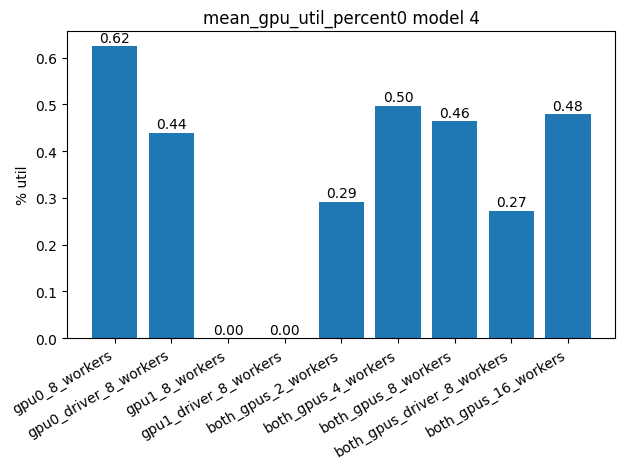 mean_gpu_util_percent0 model 4
% util
0.6
0.5
0.4
0.3
0.2
0.1
0.0
0.62
0.44
0.00
0.00
0.29
0.50
0.46
0.27
0.48
gpu0_8_workers
gpu0_driver_8_workers
gpu1_8_workers
gpu1_driver_8_workers
both_gpus_2_workers
both_gpus_4_workers
both_gpus_8_workers
both_gpus_driver_8_workers
both_gpus_16_workers